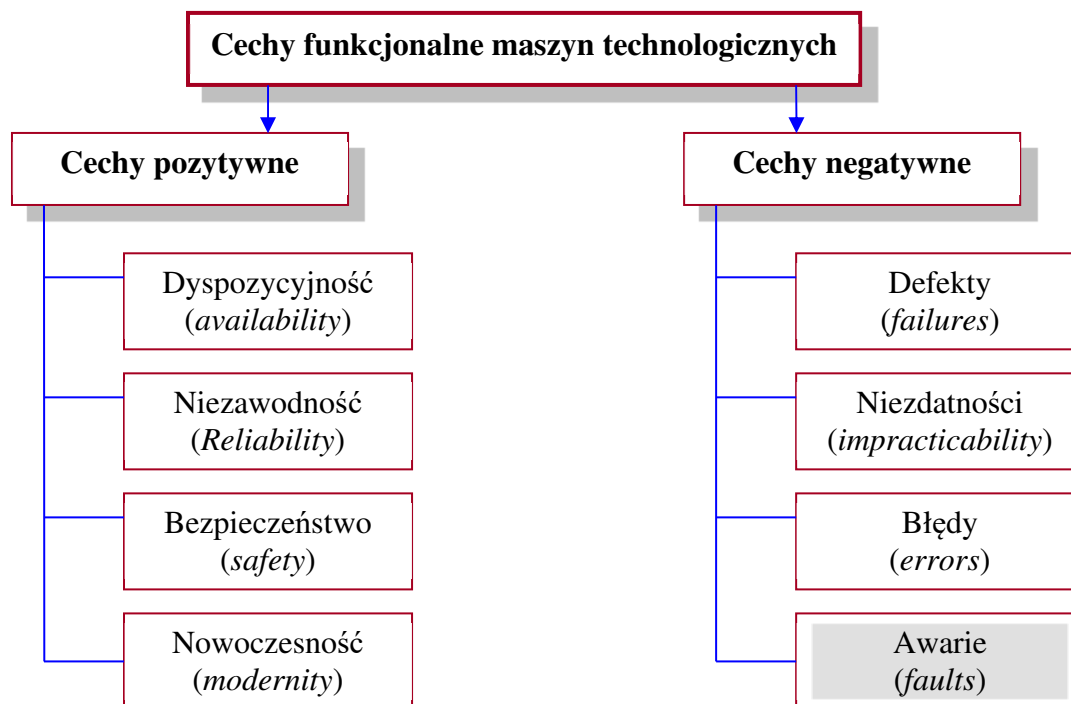 Cechy funkcjonalne maszyn technologicznych
Cechy pozytywne
Dyspozycyjność
(availability)
Niezawodność
(Reliability)
Bezpieczeństwo
(safety)
Nowoczesność
(modernity)
Cechy negatywne
Defekty
(failures)
Niezdatności
(impracticability)
Błędy
(errors)
Awarie
(faults)